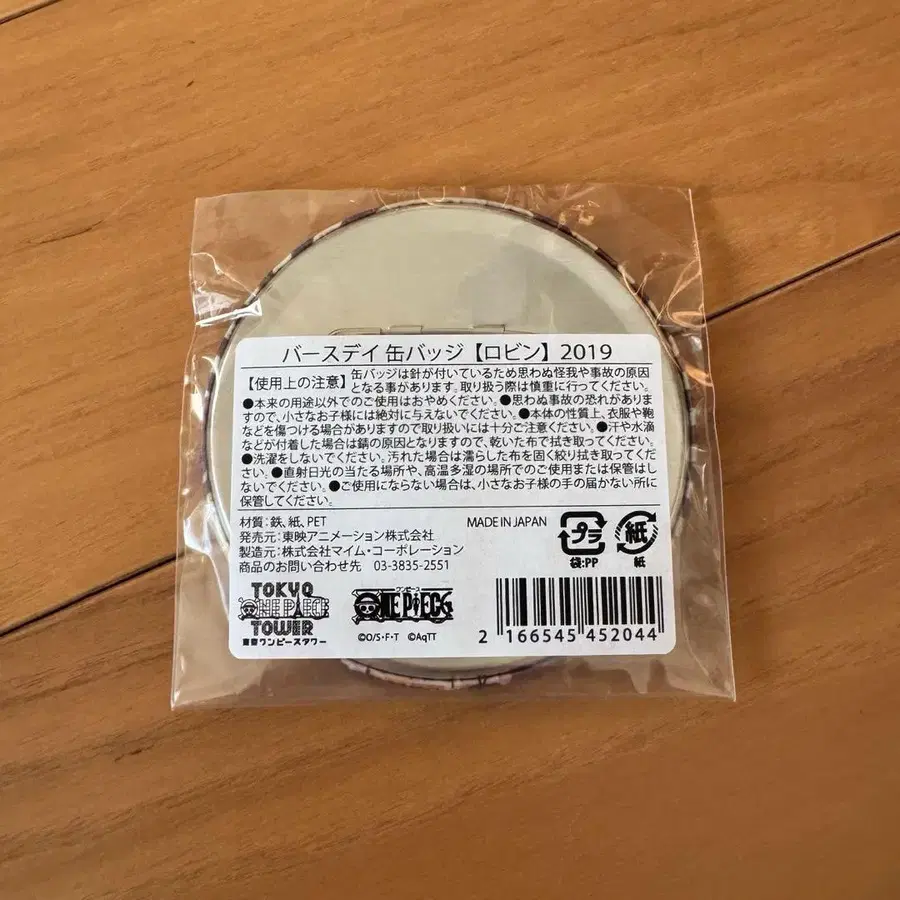 バースデイ 缶バッジ【ロビン】2019
【使用上の注意】缶バッジは針が付いているため思わぬ怪我や事故の原因
となる事があります。取り扱う際は慎重に行ってください。
●本来の用途以外でのご使用はおやめください。●思わぬ事故の恐れがありま
すので、小さなお子様には絶対に与えないでください。●本体の性質上、衣服や鞄
などを傷つける場合がありますので取り扱いには十分ご注意ください。●汗や水滴
などが付着した場合は錆の原因となりますので、乾いた布で拭き取ってください。
●洗濯をしないでください。汚れた場合は濡らした布を固く絞り拭き取ってくださ
い。●直射日光の当たる場所や、高温多湿の場所でのご使用または保管はし
ないでください。●ご使用にならない場合は、小さなお子様の手の届かない所に
保管してください。
材質:鉄、紙、PET
MADE IN JAPAN
発売元:東映アニメーション株式会社
製造元:株式会社マイム・コーポレーション
商品のお問い合わせ先 03-3835-2551
プラ
袋:PP
紙
紙
TOKYO
ONE PIECE
TOWER
東京ワンピースタワー
ワンピース
ONE PIECE
©O/S・F・T ©AqTT
2 166545 452044